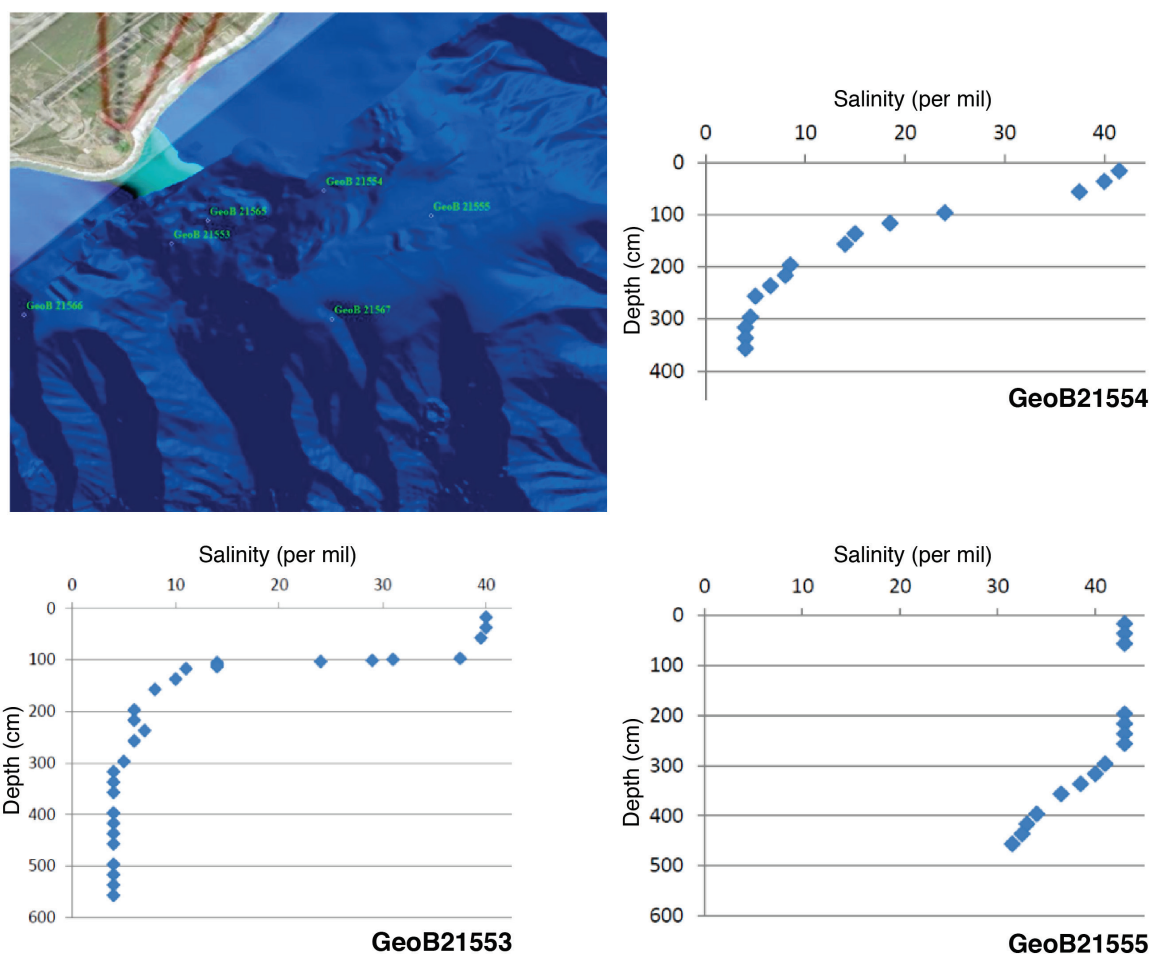 GeoB 21554
GeoB 21555
GeoB 21565
GeoB 21553
GeoB 21566
GeoB 21567
Salinity (per mil)
0 10 20 30 40
Depth (cm)
0
100
200
300
400
GeoB21554
Salinity (per mil)
0 10 20 30 40
Depth (cm)
0
100
200
300
400
500
600
GeoB21553
Salinity (per mil)
0 10 20 30 40
Depth (cm)
0
100
200
300
400
500
600
GeoB21555